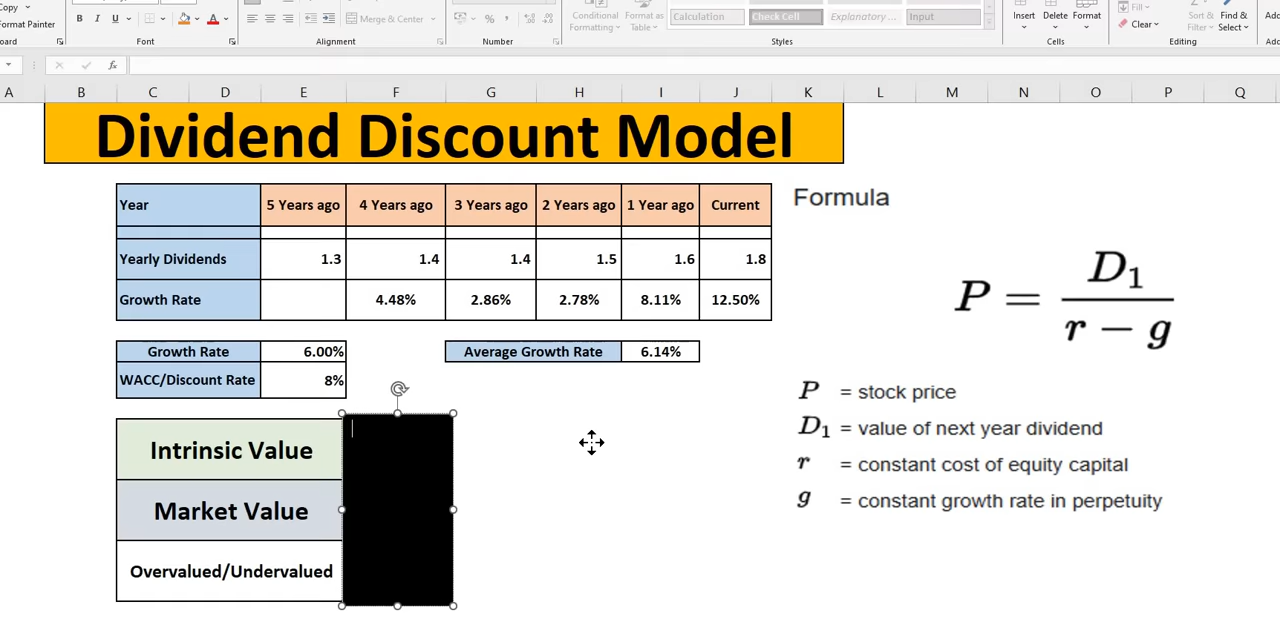 Copy
Fill
Format Painter
B I U A
Merge & Center
$ % ,
Conditional Format as
Formatting Table
Calculation Check Cell Explanatory ... Input
Insert Delete Format
Clear
Sort & Find &
Filter Select
Font Alignment Number Styles Cells Editing
fx
A B C D E F G H I J K L M N O P Q
Dividend Discount Model
Year 5 Years ago 4 Years ago 3 Years ago 2 Years ago 1 Year ago Current
Yearly Dividends 1.3 1.4 1.4 1.5 1.6 1.8
Growth Rate 4.48% 2.86% 2.78% 8.11% 12.50%
Growth Rate 6.00% Average Growth Rate 6.14%
WACC/Discount Rate 8%
Intrinsic Value
Market Value
Overvalued/Undervalued
Formula
P = D1 / r − g
P = stock price
D1 = value of next year dividend
r = constant cost of equity capital
g = constant growth rate in perpetuity